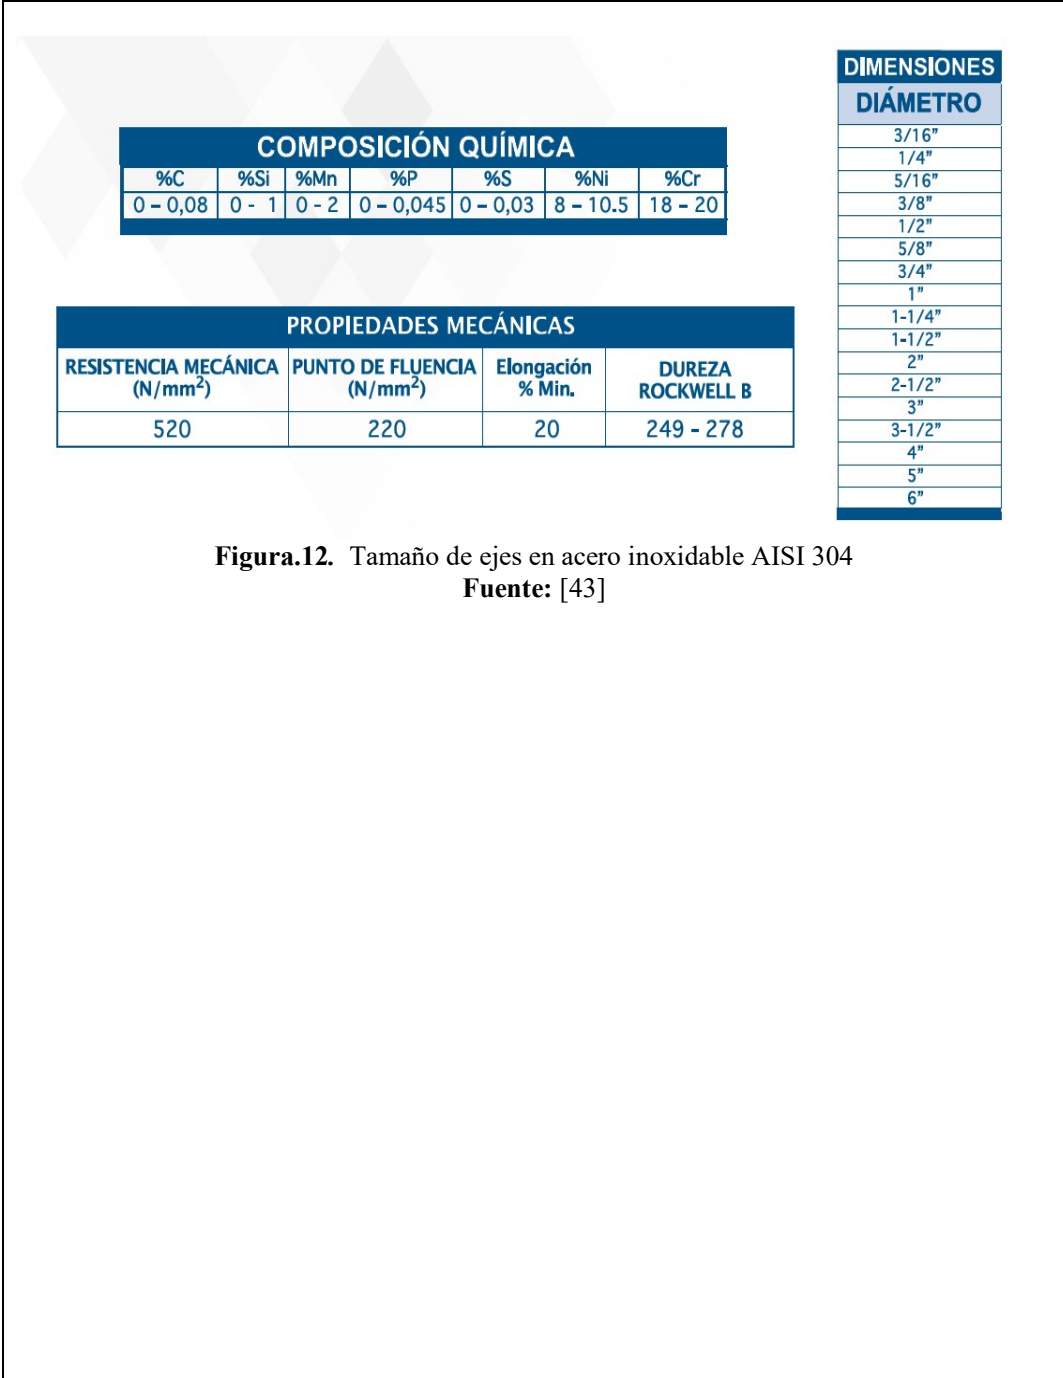 COMPOSICIÓN QUÍMICA
%C %Si %Mn %P %S %Ni %Cr
0 – 0,08 0 - 1 0 - 2 0 – 0,045 0 – 0,03 8 – 10.5 18 – 20
PROPIEDADES MECÁNICAS
RESISTENCIA MECÁNICA (N/mm²) PUNTO DE FLUENCIA (N/mm²) Elongación % Min. DUREZA ROCKWELL B
520 220 20 249 - 278
DIMENSIONES
DIÁMETRO
3/16”
1/4”
5/16”
3/8”
1/2”
5/8”
3/4”
1”
1-1/4”
1-1/2”
2”
2-1/2”
3”
3-1/2”
4”
5”
6”
Figura.12. Tamaño de ejes en acero inoxidable AISI 304
Fuente: [43]